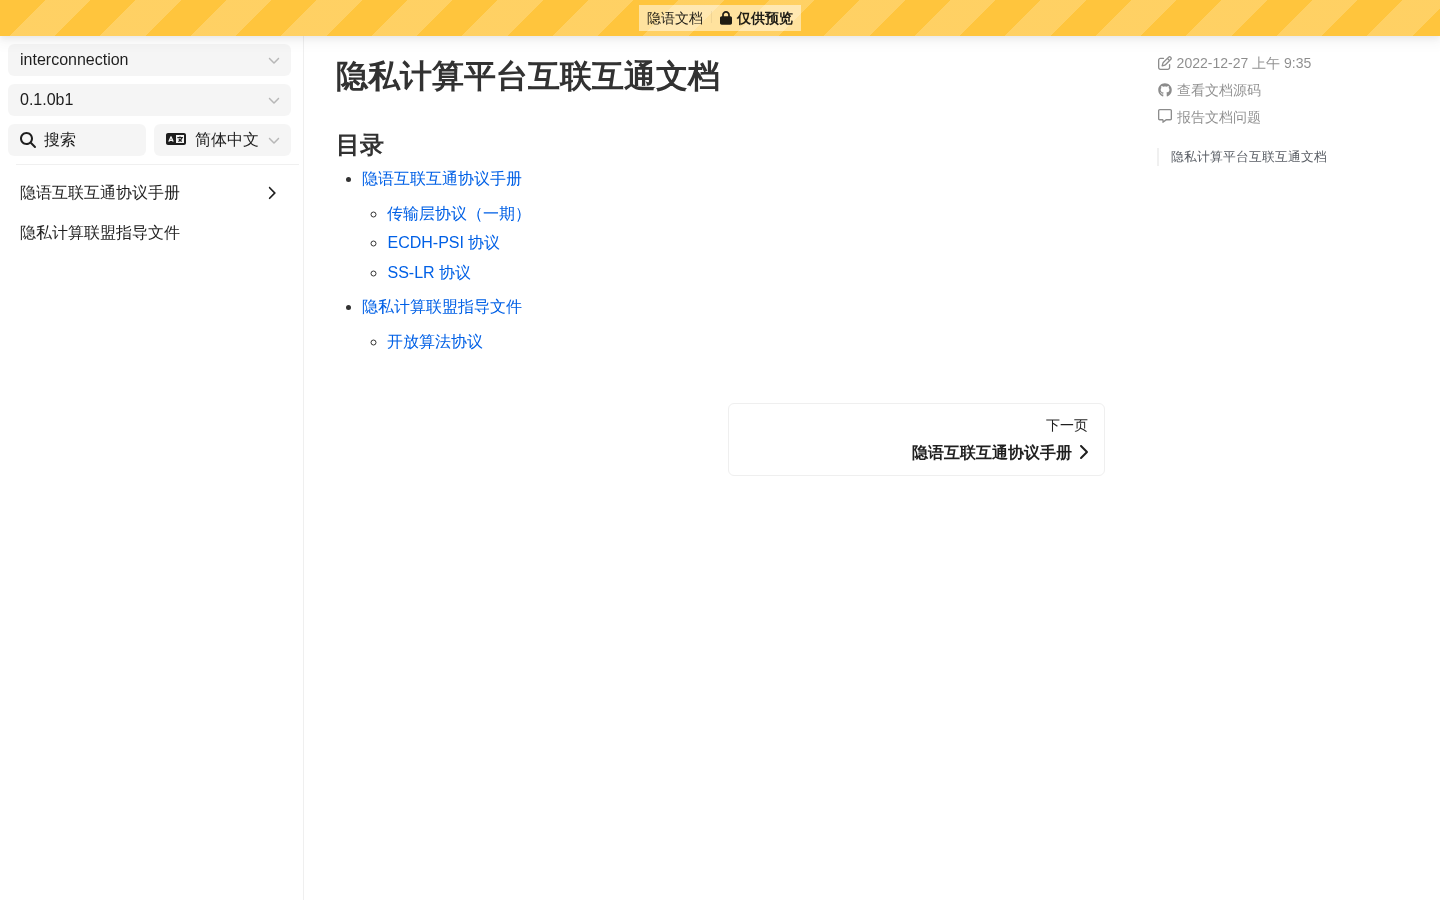 隐语文档 仅供预览
interconnection
0.1.0b1
搜索 简体中文
隐语互联互通协议手册
隐私计算联盟指导文件
隐私计算平台互联互通文档
目录
隐语互联互通协议手册
传输层协议（一期）
ECDH-PSI 协议
SS-LR 协议
隐私计算联盟指导文件
开放算法协议
下一页
隐语互联互通协议手册
2022-12-27 上午 9:35
查看文档源码
报告文档问题
隐私计算平台互联互通文档